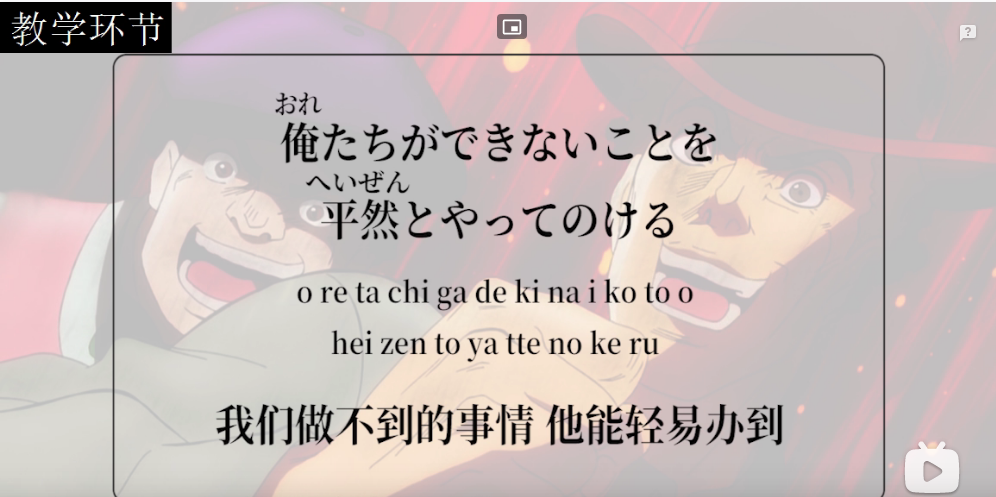 教学环节
おれ
俺たちができないことを
へいぜん
平然とやってのける
o re ta chi ga de ki na i ko to o
hei zen to ya tte no ke ru
我们做不到的事情 他能轻易办到